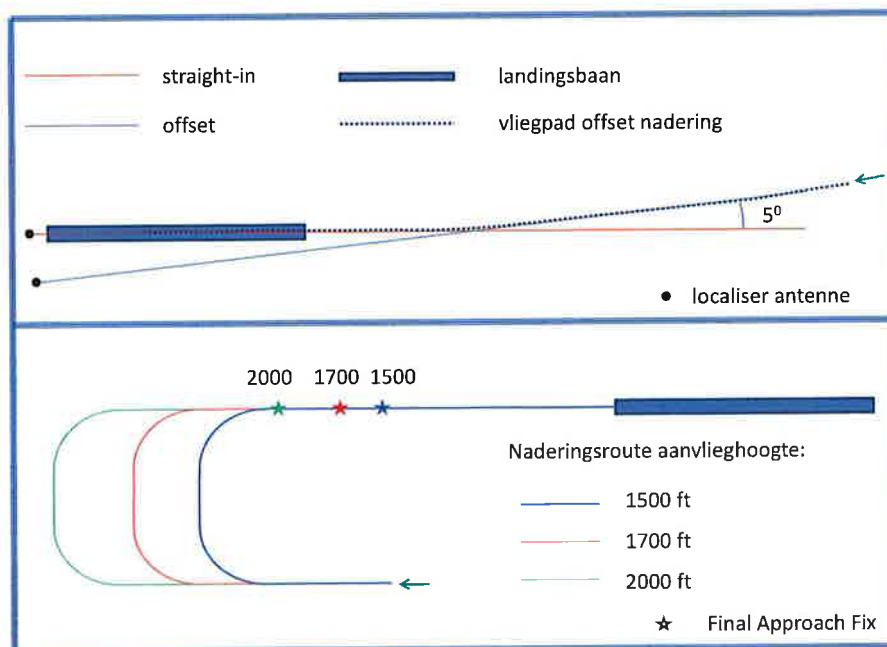 straight-in
landingsbaan
offset
vliegpad offset nadering
5⁰
localiser antenne
2000 1700 1500
Naderingsroute aanvlieghoogte:
1500 ft
1700 ft
2000 ft
Final Approach Fix